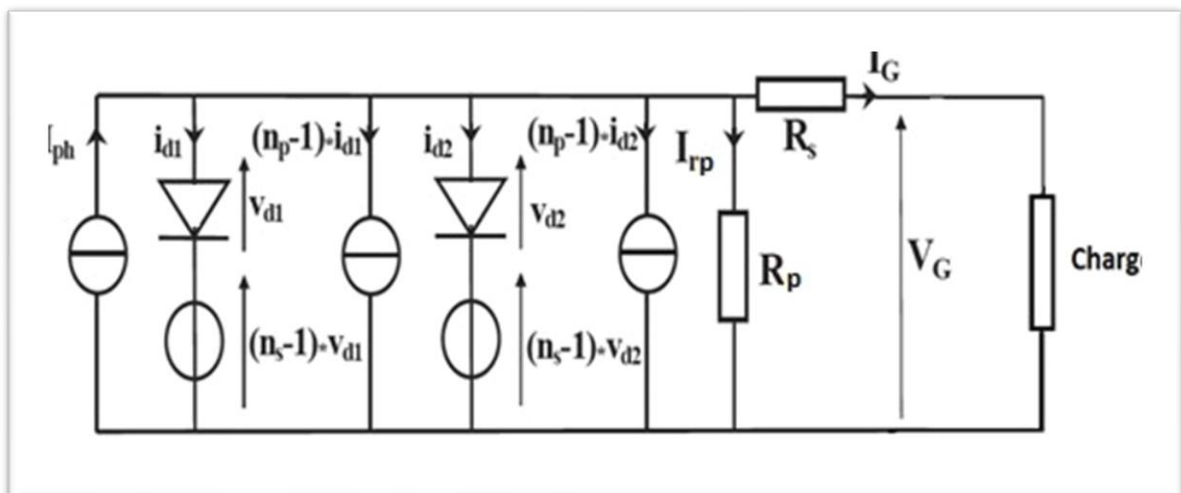 I_G
I_ph
i_d1
(n_p-1)·i_d1
i_d2
(n_p-1)·i_d2
I_rp
R_s
v_d1
v_d2
V_G
R_p
Charg
(n_s-1)·v_d1
(n_s-1)·v_d2